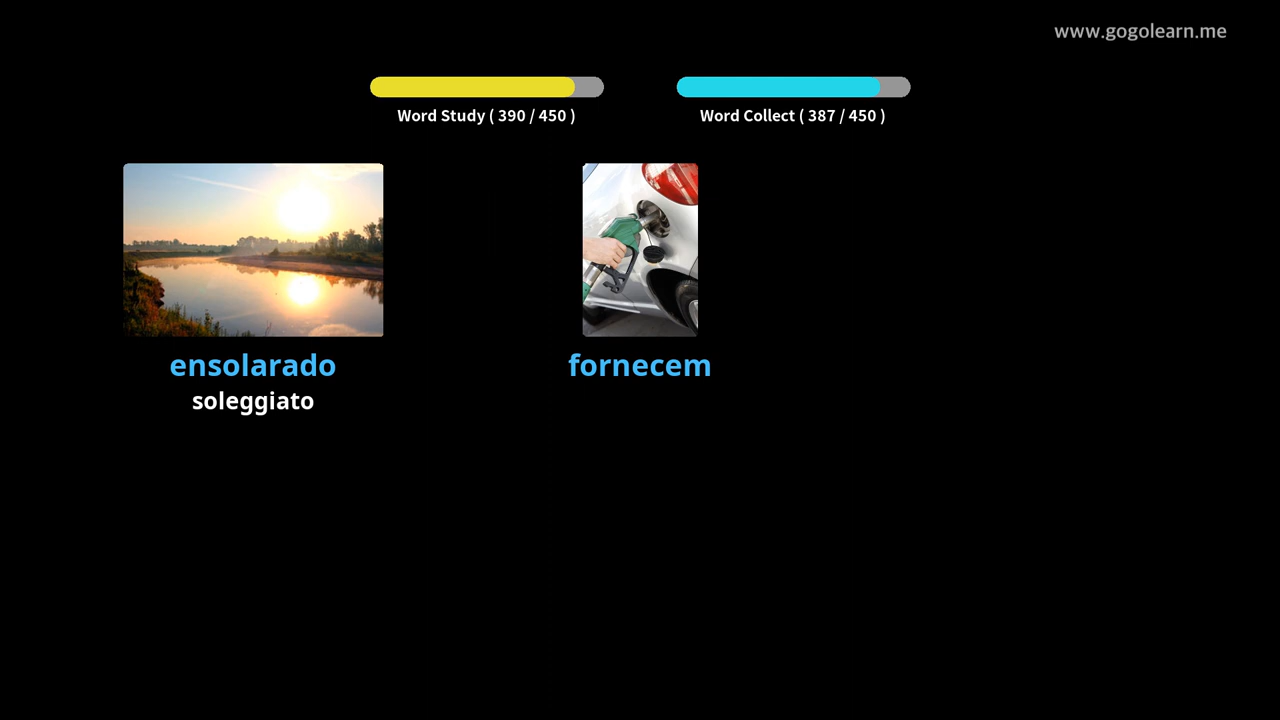 www.gogolearn.me
Word Study ( 390 / 450 )
Word Collect ( 387 / 450 )
ensolarado
fornecem
soleggiato